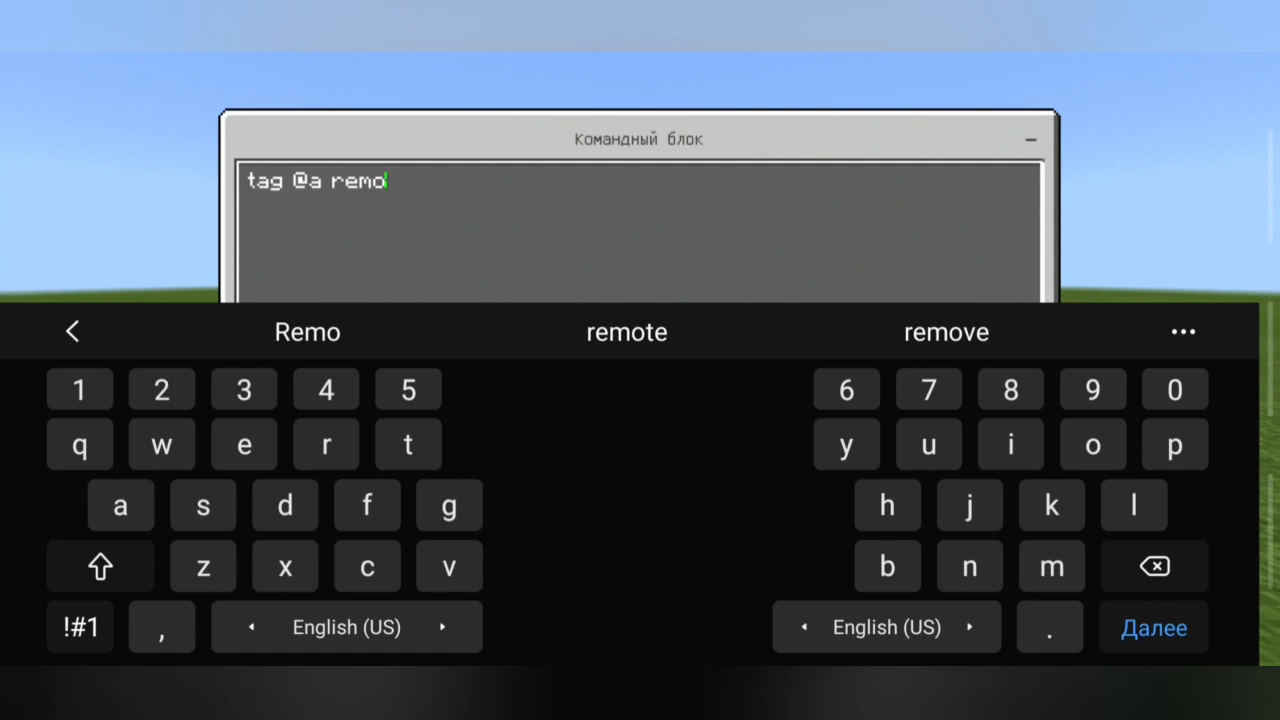 Командный блок
tag @a remo
Remo remote remove
1 2 3 4 5 6 7 8 9 0
q w e r t y u i o p
a s d f g h j k l
z x c v b n m
!#1 , English (US) English (US) . Далее